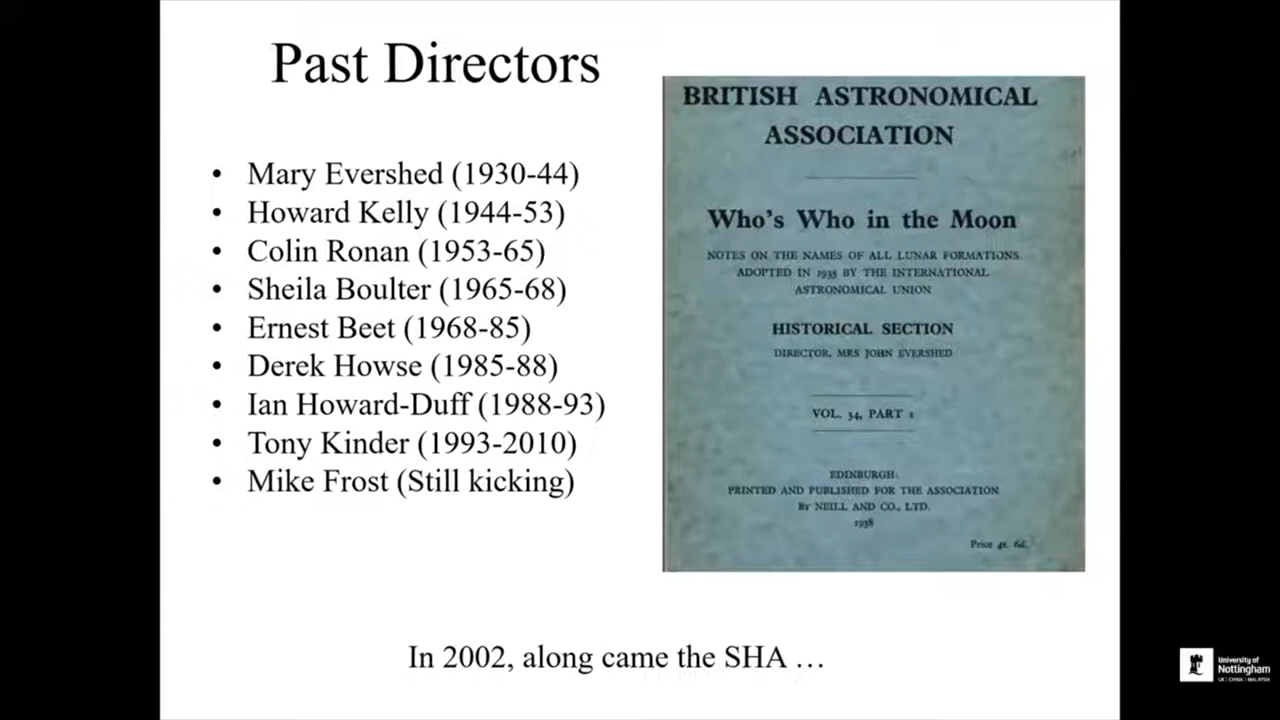 Past Directors
• Mary Evershed (1930-44)
• Howard Kelly (1944-53)
• Colin Ronan (1953-65)
• Sheila Boulter (1965-68)
• Ernest Beet (1968-85)
• Derek Howse (1985-88)
• Ian Howard-Duff (1988-93)
• Tony Kinder (1993-2010)
• Mike Frost (Still kicking)
BRITISH ASTRONOMICAL
ASSOCIATION
Who's Who in the Moon
NOTES ON THE NAMES OF ALL LUNAR FORMATIONS
ADOPTED IN 1935 BY THE INTERNATIONAL
ASTRONOMICAL UNION
HISTORICAL SECTION
DIRECTOR, MRS JOHN EVERSHED
VOL. 34, PART 1
EDINBURGH:
PRINTED AND PUBLISHED FOR THE ASSOCIATION
BY NEILL AND CO., LTD.
1938
Price 4s. 6d.
In 2002, along came the SHA …
University of
Nottingham
UK | CHINA | MALAYSIA